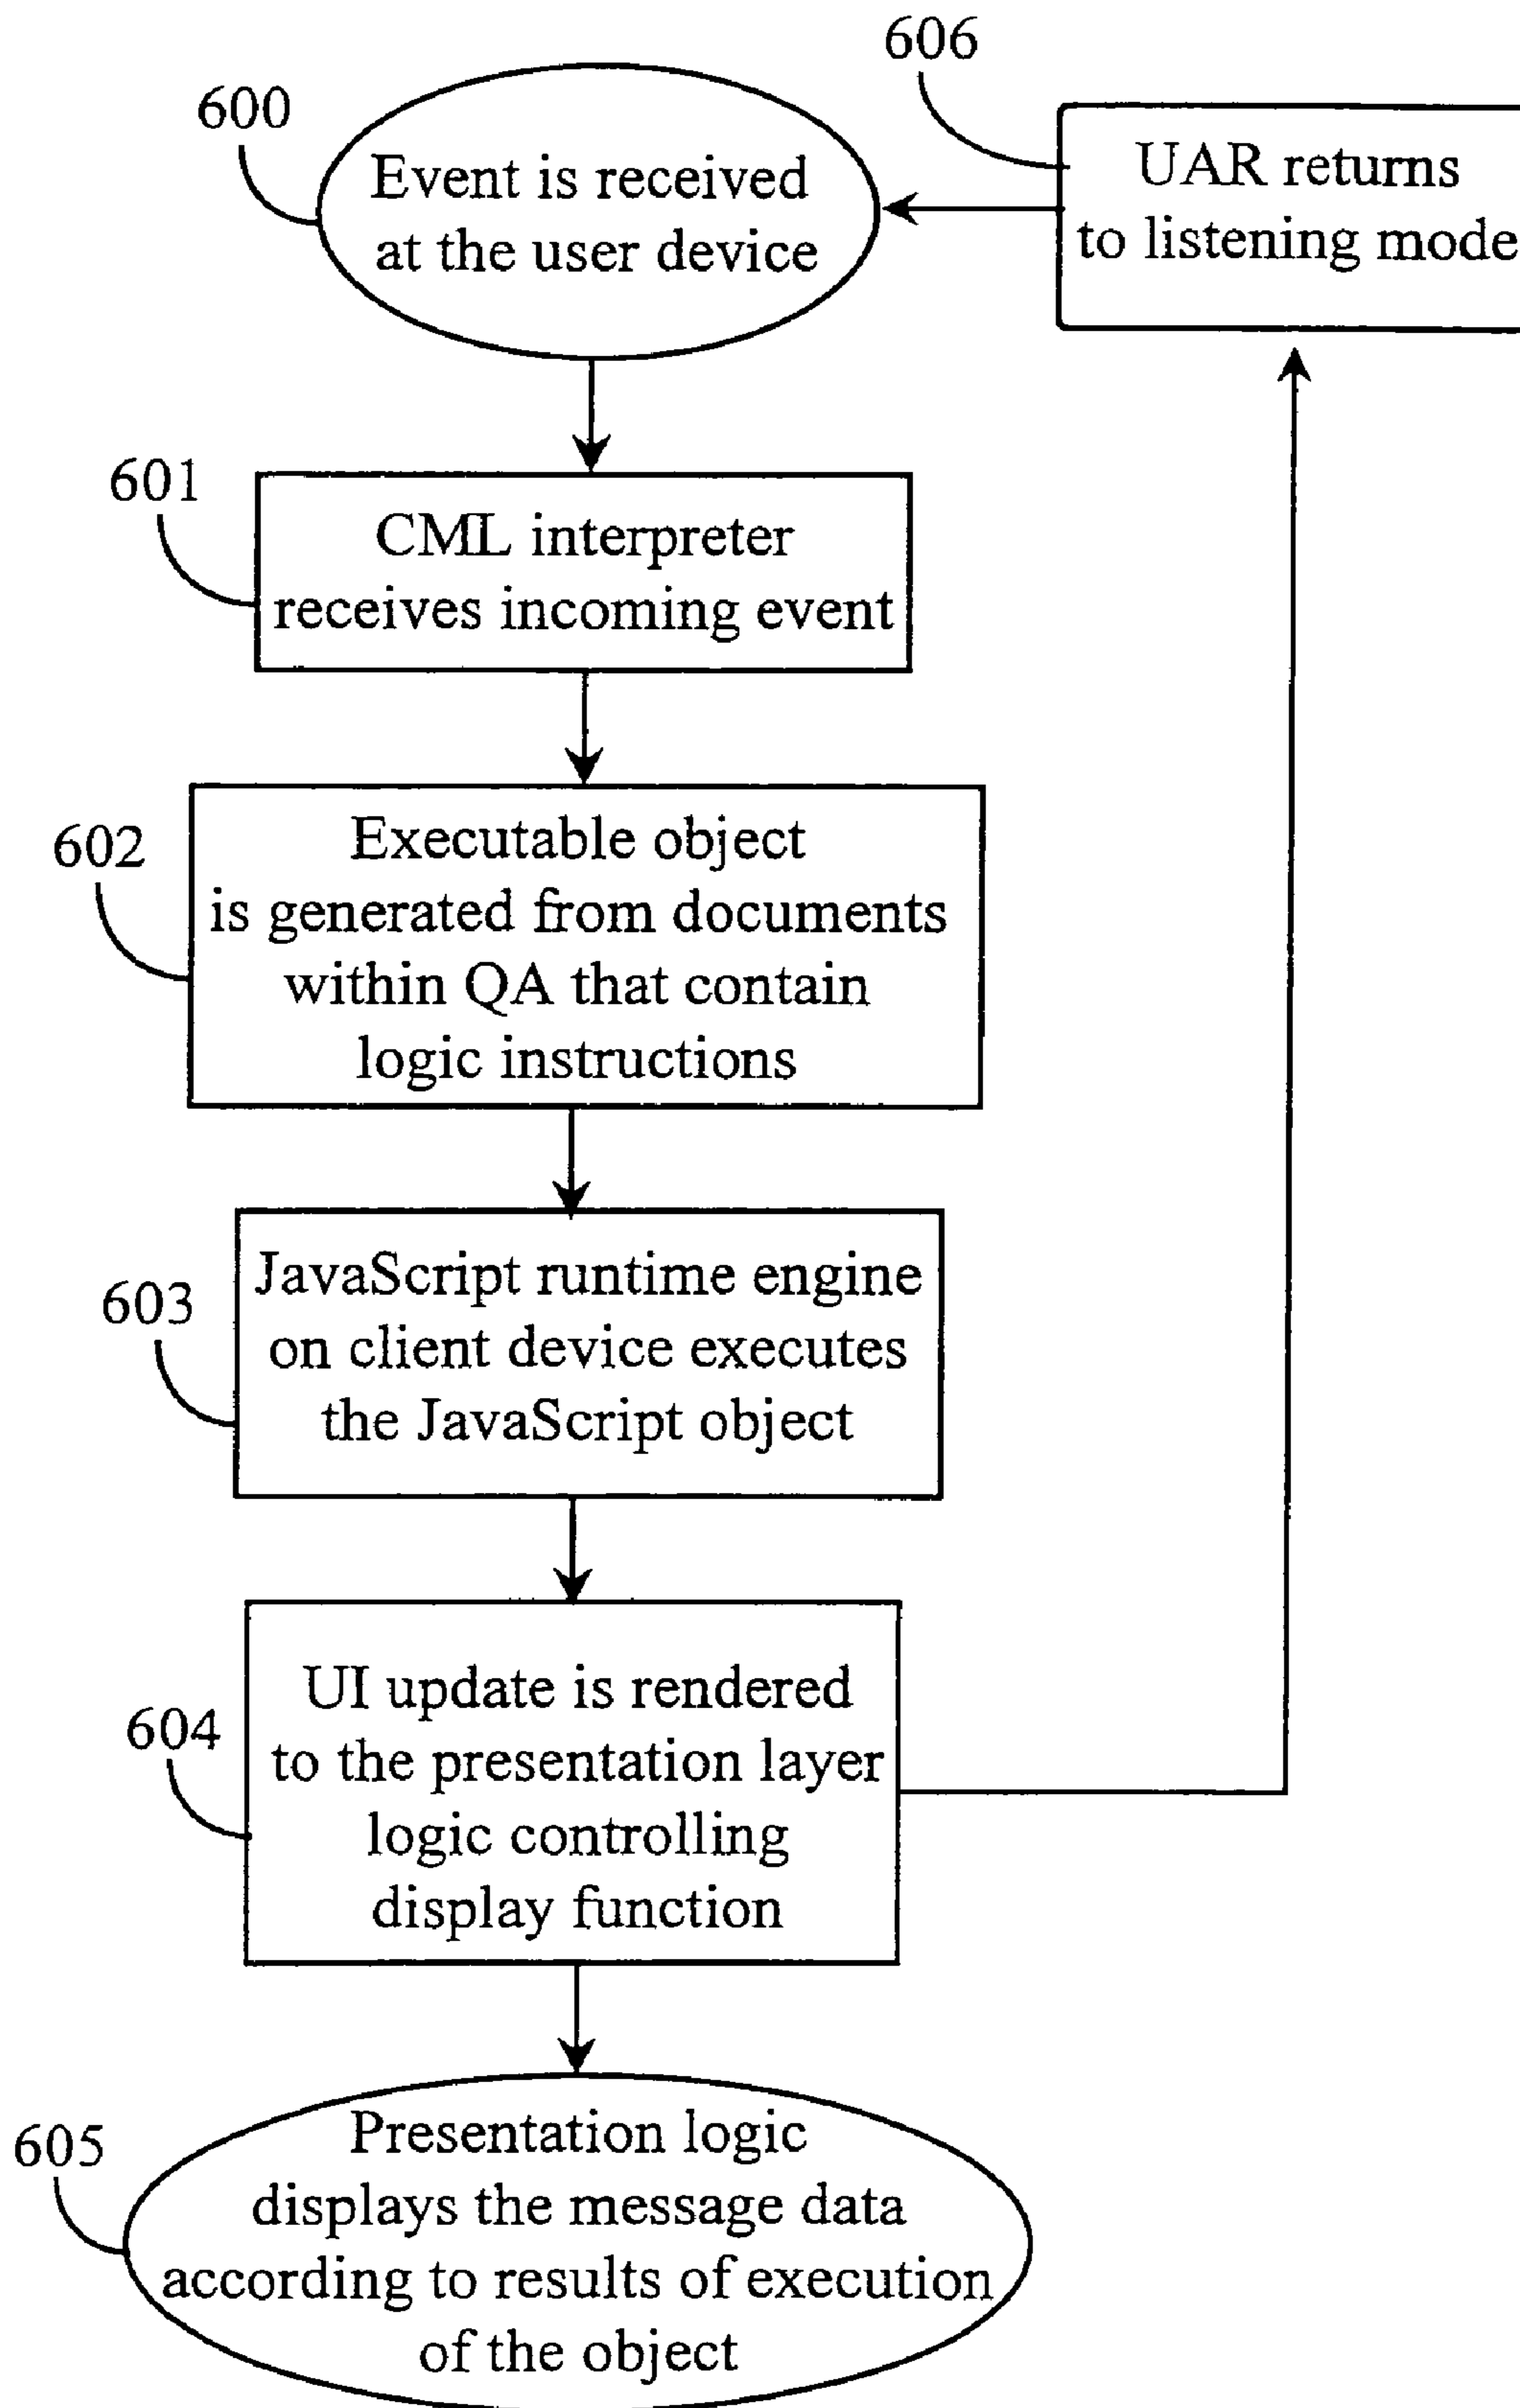 606
600
Event is received
at the user device
UAR returns
to listening mode
601
CML interpreter
receives incoming event
602
Executable object
is generated from documents
within QA that contain
logic instructions
603
JavaScript runtime engine
on client device executes
the JavaScript object
604
UI update is rendered
to the presentation layer
logic controlling
display function
605
Presentation logic
displays the message data
according to results of execution
of the object